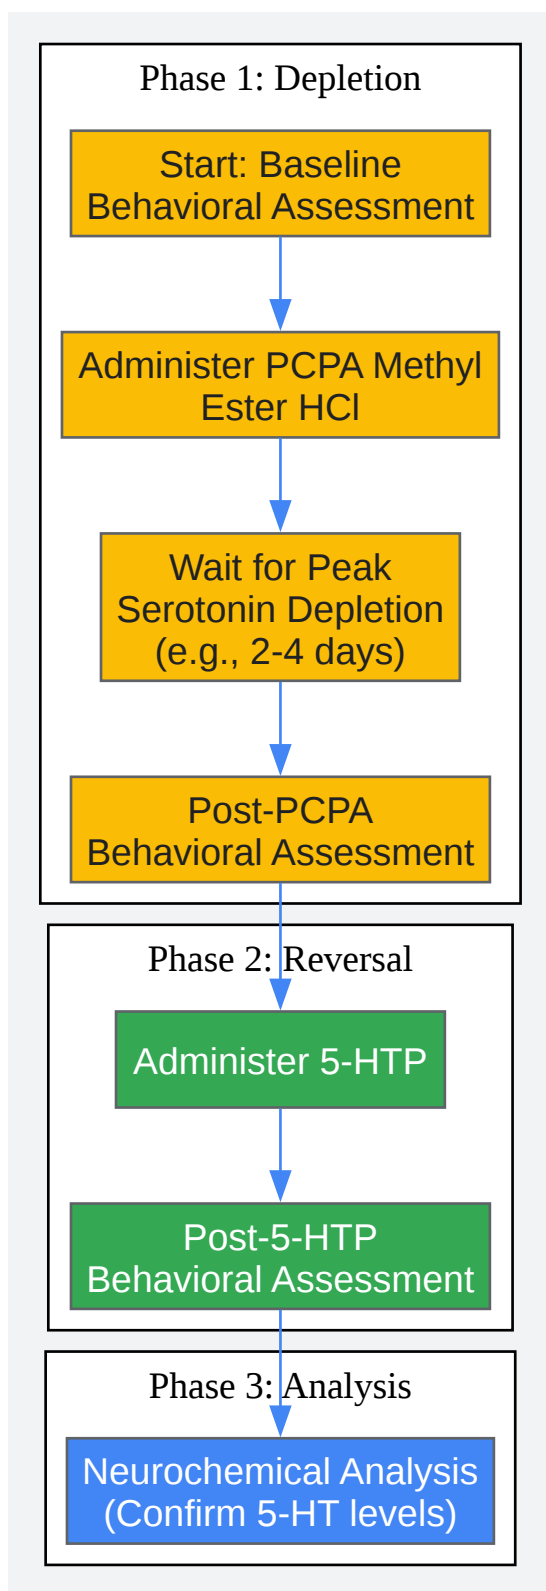 Phase 1: Depletion
Start: Baseline
Behavioral Assessment
Administer PCPA Methyl
Ester HCl
Wait for Peak
Serotonin Depletion
(e.g., 2-4 days)
Post-PCPA
Behavioral Assessment
Phase 2: Reversal
Administer 5-HTP
Post-5-HTP
Behavioral Assessment
Phase 3: Analysis
Neurochemical Analysis
(Confirm 5-HT levels)